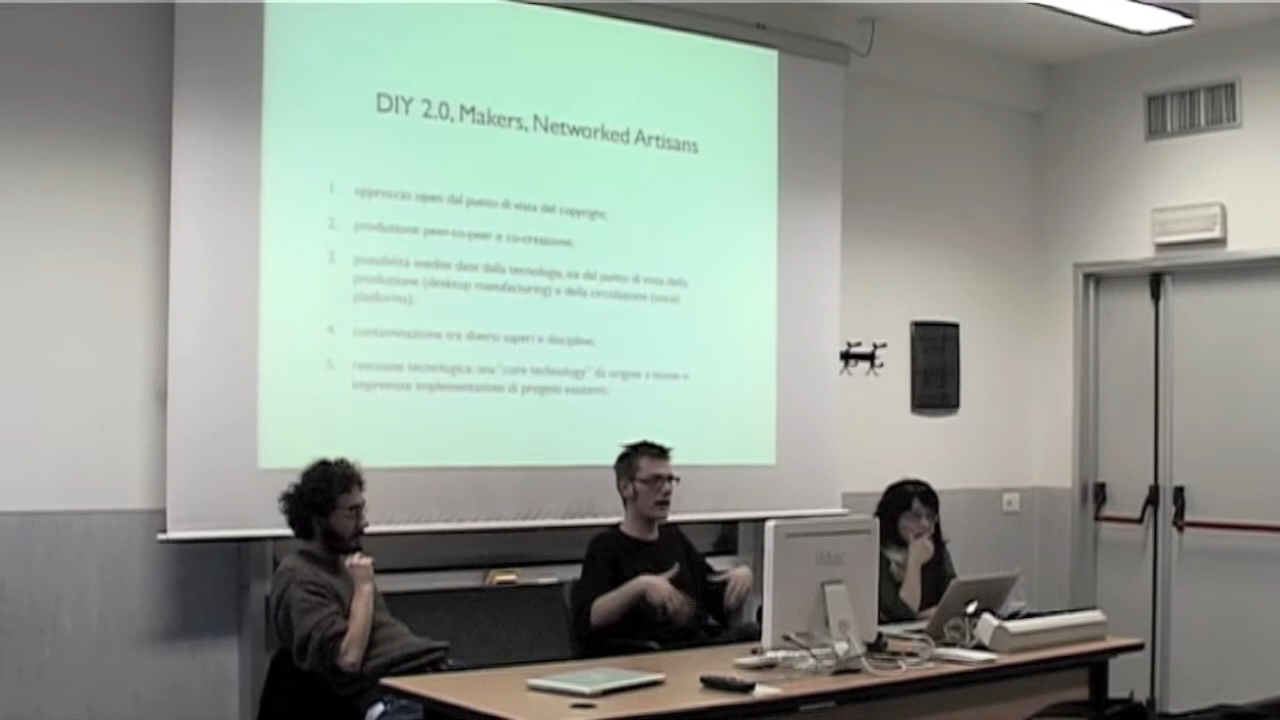 DIY 2.0, Makers, Networked Artisans
1. approccio open dal punto di vista del copyright;
2. produzione peer-to-peer e co-creazione;
3. possibilità inedite date dalla tecnologia, sia dal punto di vista della
produzione (desktop manufacturing) e della circolazione (social
platforms);
4. contaminazione tra diversi saperi e discipline;
5. remissione tecnologica: una "core technology" dà origine a nuove e
impreviste implementazioni di progetti esistenti.
iMac